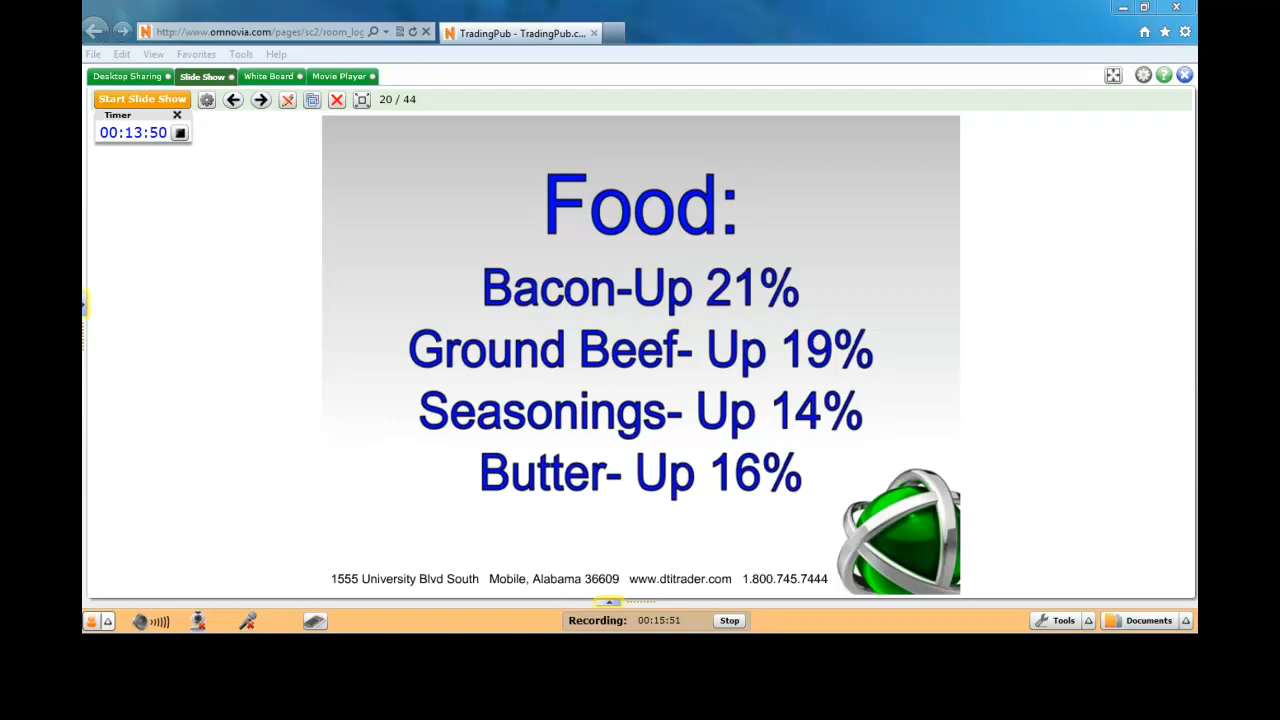 http://www.omnovia.com/pages/sc2/room_log
TradingPub - TradingPub.c...
File Edit View Favorites Tools Help
Desktop Sharing Slide Show White Board Movie Player
Start Slide Show 20 / 44
Timer
00:13:50
Food:
Bacon-Up 21%
Ground Beef- Up 19%
Seasonings- Up 14%
Butter- Up 16%
1555 University Blvd South Mobile, Alabama 36609 www.dtitrader.com 1.800.745.7444
Recording: 00:15:51 Stop Tools Documents